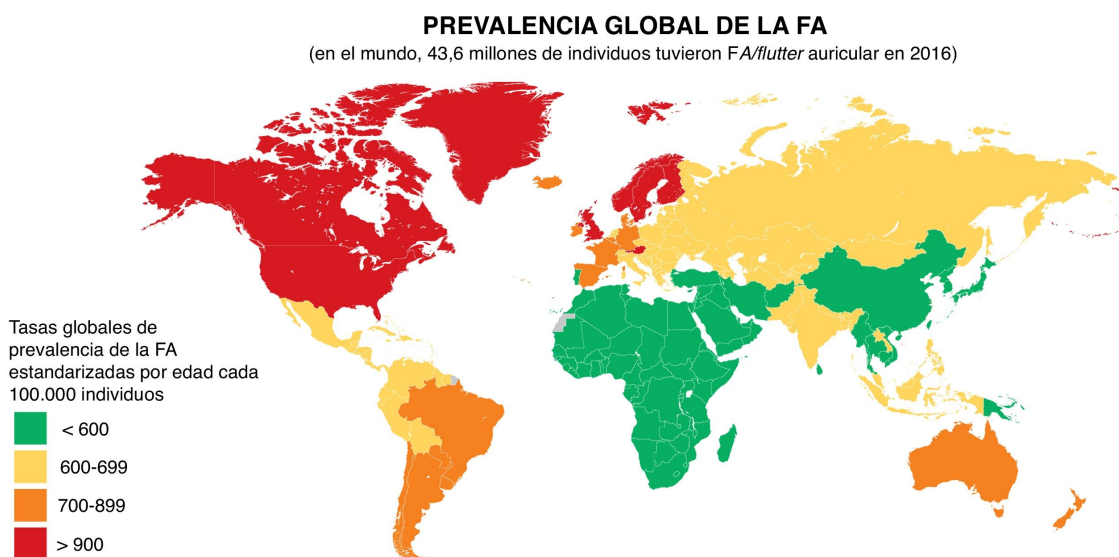 PREVALENCIA GLOBAL DE LA FA
(en el mundo, 43,6 millones de individuos tuvieron FA/flutter auricular en 2016)
Tasas globales de
prevalencia de la FA
estandarizadas por edad cada
100.000 individuos
< 600
600-699
700-899
> 900